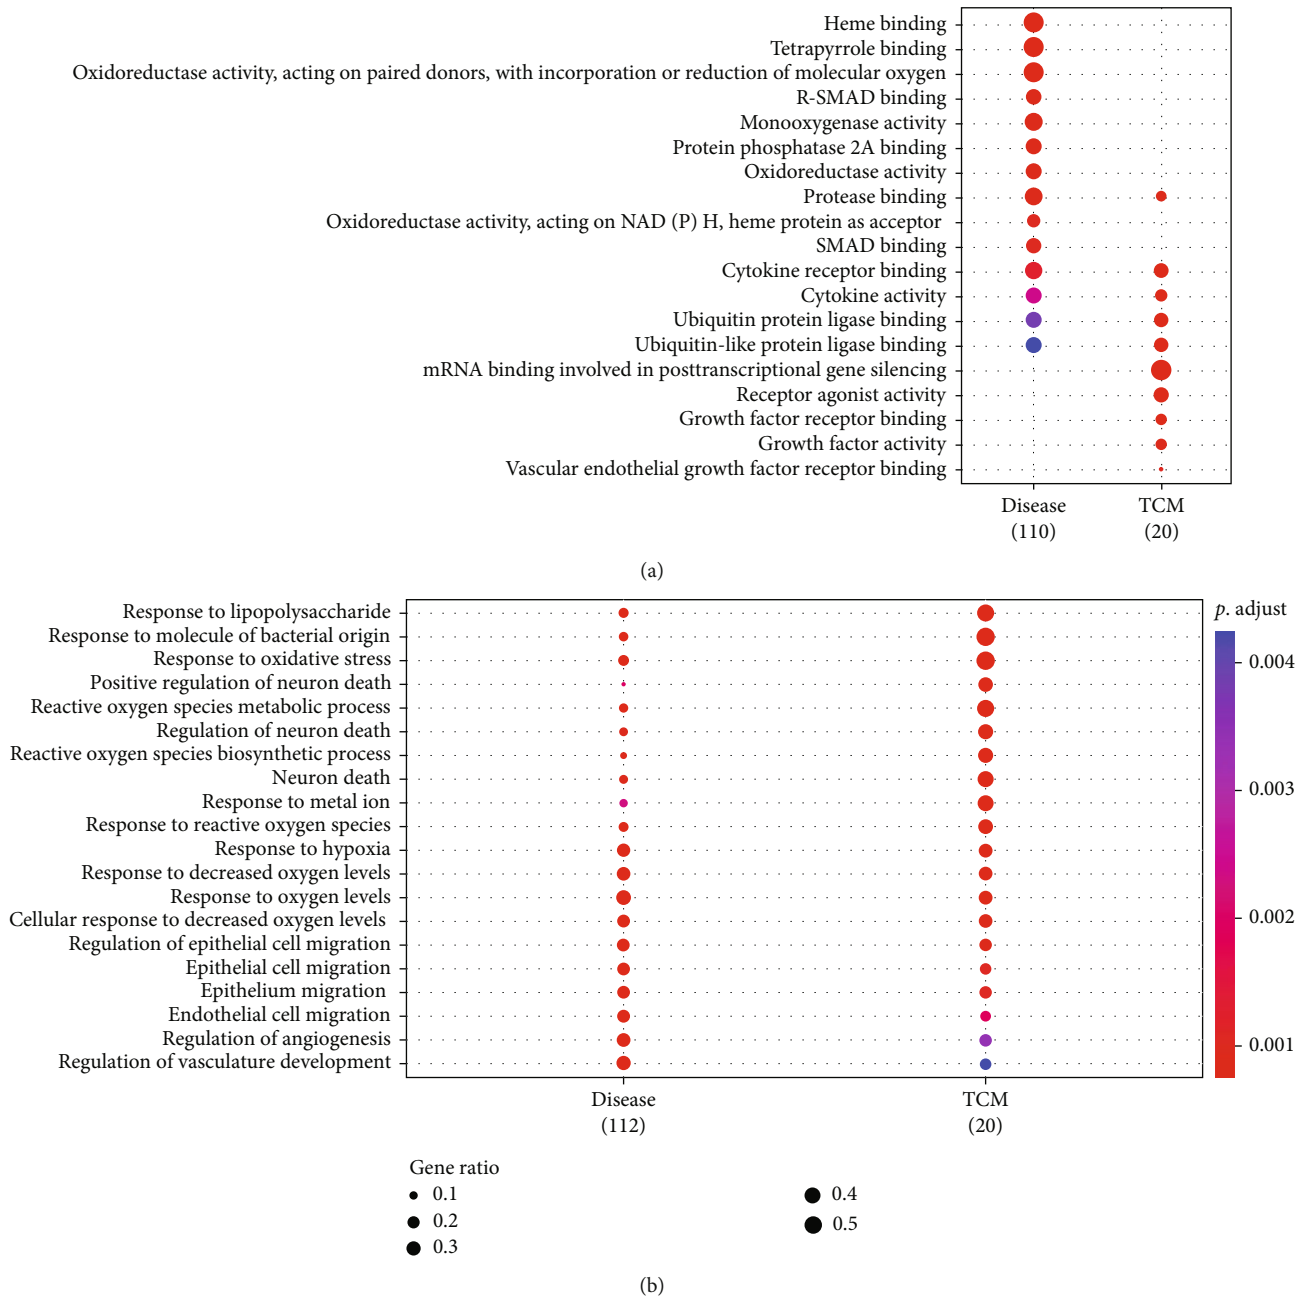 Heme binding
Tetrapyrrole binding
Oxidoreductase activity, acting on paired donors, with incorporation or reduction of molecular oxygen
R-SMAD binding
Monooxygenase activity
Protein phosphatase 2A binding
Oxidoreductase activity
Protease binding
Oxidoreductase activity, acting on NAD (P) H, heme protein as acceptor
SMAD binding
Cytokine receptor binding
Cytokine activity
Ubiquitin protein ligase binding
Ubiquitin-like protein ligase binding
mRNA binding involved in posttranscriptional gene silencing
Receptor agonist activity
Growth factor receptor binding
Growth factor activity
Vascular endothelial growth factor receptor binding
Disease TCM
(110) (20)
(a)
Response to lipopolysaccharide
Response to molecule of bacterial origin
Response to oxidative stress
Positive regulation of neuron death
Reactive oxygen species metabolic process
Regulation of neuron death
Reactive oxygen species biosynthetic process
Neuron death
Response to metal ion
Response to reactive oxygen species
Response to hypoxia
Response to decreased oxygen levels
Response to oxygen levels
Cellular response to decreased oxygen levels
Regulation of epithelial cell migration
Epithelial cell migration
Epithelium migration
Endothelial cell migration
Regulation of angiogenesis
Regulation of vasculature development
Disease TCM
(112) (20)
p. adjust
0.004
0.003
0.002
0.001
Gene ratio
0.1
0.2
0.3
0.4
0.5
(b)